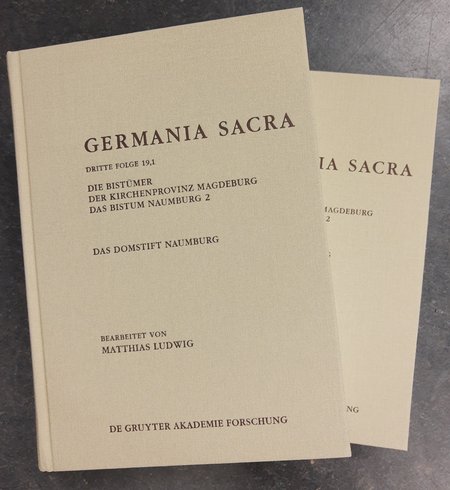 GERMANIA SACRA
DRITTE FOLGE 19,1
DIE BISTÜMER
DER KIRCHENPROVINZ MAGDEBURG
DAS BISTUM NAUMBURG 2
DAS DOMSTIFT NAUMBURG
BEARBEITET VON
MATTHIAS LUDWIG
DE GRUYTER AKADEMIE FORSCHUNG
SACRA
MAGDEBURG
2